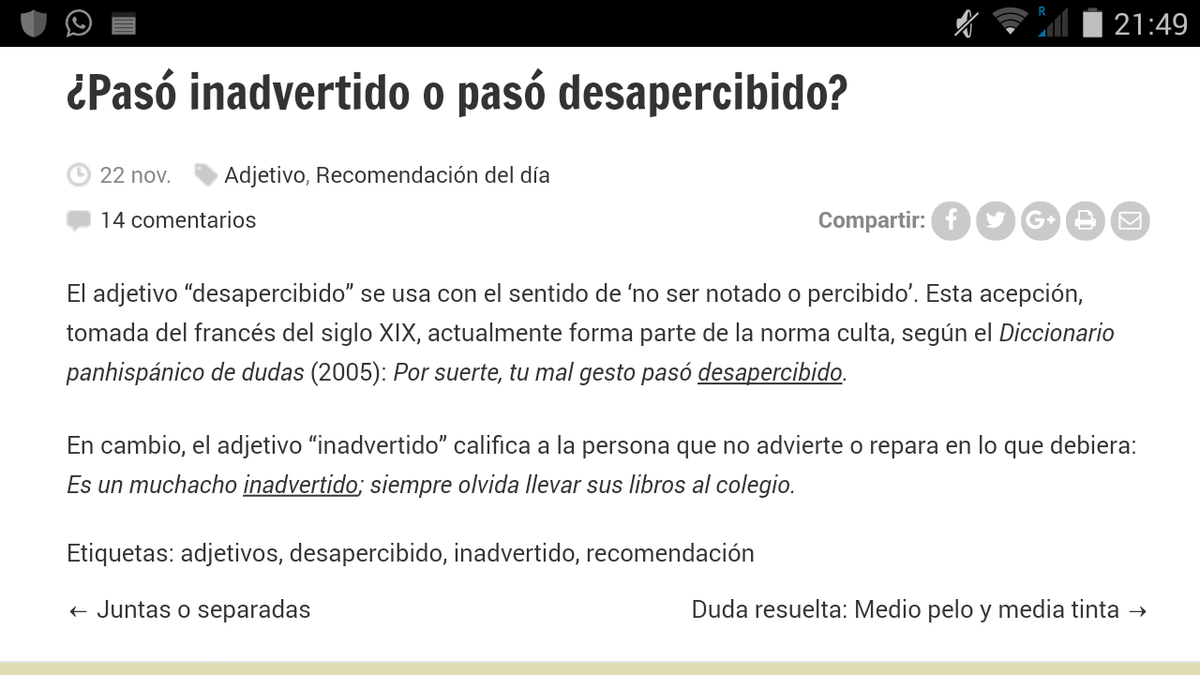 R
21:49
¿Pasó inadvertido o pasó desapercibido?
22 nov. Adjetivo, Recomendación del día
14 comentarios
Compartir: f G+
El adjetivo “desapercibido” se usa con el sentido de ‘no ser notado o percibido’. Esta acepción,
tomada del francés del siglo XIX, actualmente forma parte de la norma culta, según el Diccionario
panhispánico de dudas (2005): Por suerte, tu mal gesto pasó desapercibido.
En cambio, el adjetivo “inadvertido” califica a la persona que no advierte o repara en lo que debiera:
Es un muchacho inadvertido; siempre olvida llevar sus libros al colegio.
Etiquetas: adjetivos, desapercibido, inadvertido, recomendación
← Juntas o separadas
Duda resuelta: Medio pelo y media tinta →